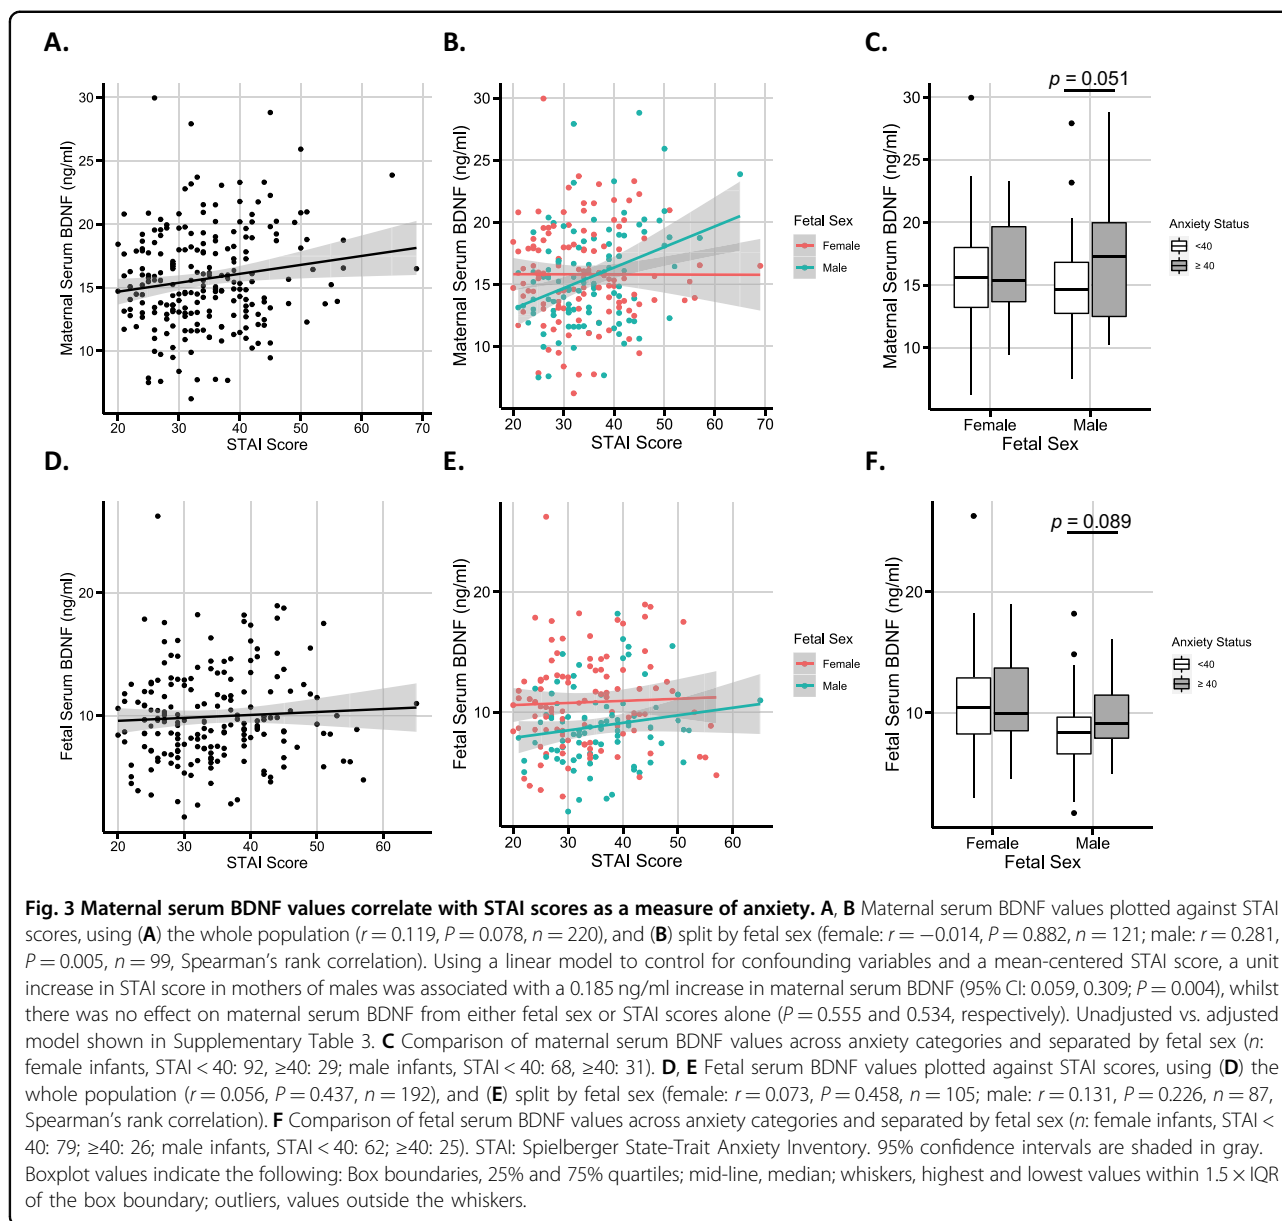 A.
B.
C.
Maternal Serum BDNF (ng/ml)
30
25
20
15
10
20 30 40 50 60 70
STAI Score
Maternal Serum BDNF (ng/ml)
30
25
20
15
10
20 30 40 50 60 70
STAI Score
Fetal Sex
Female
Male
p = 0.051
Maternal Serum BDNF (ng/ml)
30
25
20
15
10
Female Male
Fetal Sex
Anxiety Status
<40
≥ 40
D.
E.
F.
Fetal Serum BDNF (ng/ml)
20
10
0
20 30 40 50 60
STAI Score
Fetal Serum BDNF (ng/ml)
20
10
0
20 30 40 50 60
STAI Score
Fetal Sex
Female
Male
p = 0.089
Fetal Serum BDNF (ng/ml)
20
10
Female Male
Fetal Sex
Anxiety Status
<40
≥ 40
Fig. 3 Maternal serum BDNF values correlate with STAI scores as a measure of anxiety. A, B Maternal serum BDNF values plotted against STAI
scores, using (A) the whole population (r = 0.119, P = 0.078, n = 220), and (B) split by fetal sex (female: r = −0.014, P = 0.882, n = 121; male: r = 0.281,
P = 0.005, n = 99, Spearman's rank correlation). Using a linear model to control for confounding variables and a mean-centered STAI score, a unit
increase in STAI score in mothers of males was associated with a 0.185 ng/ml increase in maternal serum BDNF (95% CI: 0.059, 0.309; P = 0.004), whilst
there was no effect on maternal serum BDNF from either fetal sex or STAI scores alone (P = 0.555 and 0.534, respectively). Unadjusted vs. adjusted
model shown in Supplementary Table 3. C Comparison of maternal serum BDNF values across anxiety categories and separated by fetal sex (n:
female infants, STAI < 40: 92, ≥40: 29; male infants, STAI < 40: 68, ≥40: 31). D, E Fetal serum BDNF values plotted against STAI scores, using (D) the
whole population (r = 0.056, P = 0.437, n = 192), and (E) split by fetal sex (female: r = 0.073, P = 0.458, n = 105; male: r = 0.131, P = 0.226, n = 87,
Spearman's rank correlation). F Comparison of fetal serum BDNF values across anxiety categories and separated by fetal sex (n: female infants, STAI <
40: 79; ≥40: 26; male infants, STAI < 40: 62; ≥40: 25). STAI: Spielberger State-Trait Anxiety Inventory. 95% confidence intervals are shaded in gray.
Boxplot values indicate the following: Box boundaries, 25% and 75% quartiles; mid-line, median; whiskers, highest and lowest values within 1.5 × IQR
of the box boundary; outliers, values outside the whiskers.